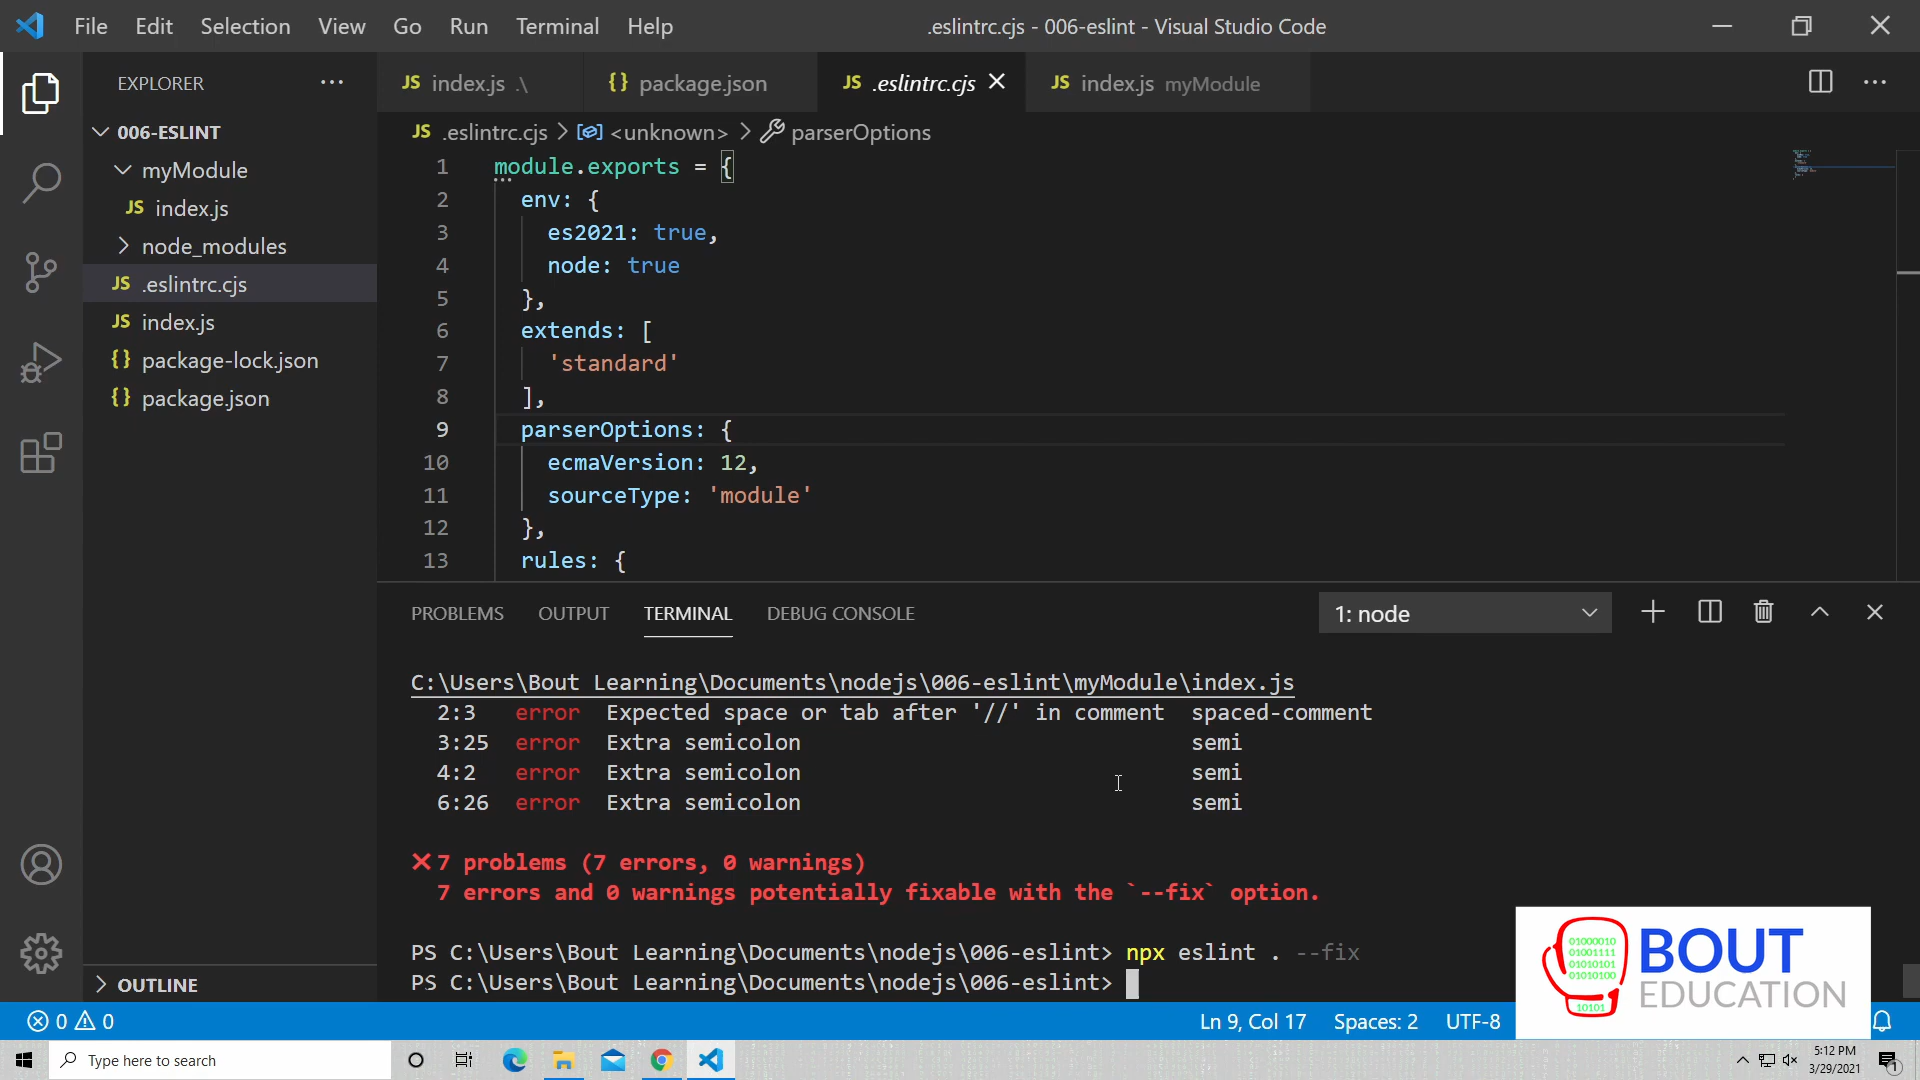 File Edit Selection View Go Run Terminal Help
.eslintrc.cjs - 006-eslint - Visual Studio Code
EXPLORER ...
006-ESLINT
myModule
JS index.js
node_modules
JS .eslintrc.cjs
JS index.js
{} package-lock.json
{} package.json
OUTLINE
JS index.js .\ {} package.json JS .eslintrc.cjs JS index.js myModule
JS .eslintrc.cjs > <unknown> > parserOptions
1 module.exports = {
2 env: {
3 es2021: true,
4 node: true
5 },
6 extends: [
7 'standard'
8 ],
9 parserOptions: {
10 ecmaVersion: 12,
11 sourceType: 'module'
12 },
13 rules: {
PROBLEMS OUTPUT TERMINAL DEBUG CONSOLE 1: node
C:\Users\Bout Learning\Documents\nodejs\006-eslint\myModule\index.js
2:3 error Expected space or tab after '//' in comment spaced-comment
3:25 error Extra semicolon semi
4:2 error Extra semicolon semi
6:26 error Extra semicolon semi
7 problems (7 errors, 0 warnings)
7 errors and 0 warnings potentially fixable with the `--fix` option.
PS C:\Users\Bout Learning\Documents\nodejs\006-eslint> npx eslint . --fix
PS C:\Users\Bout Learning\Documents\nodejs\006-eslint>
01000010
01001111
01010101
01010100
10101
BOUT
EDUCATION
0 0 Ln 9, Col 17 Spaces: 2 UTF-8
Type here to search
5:12 PM
3/29/2021
1